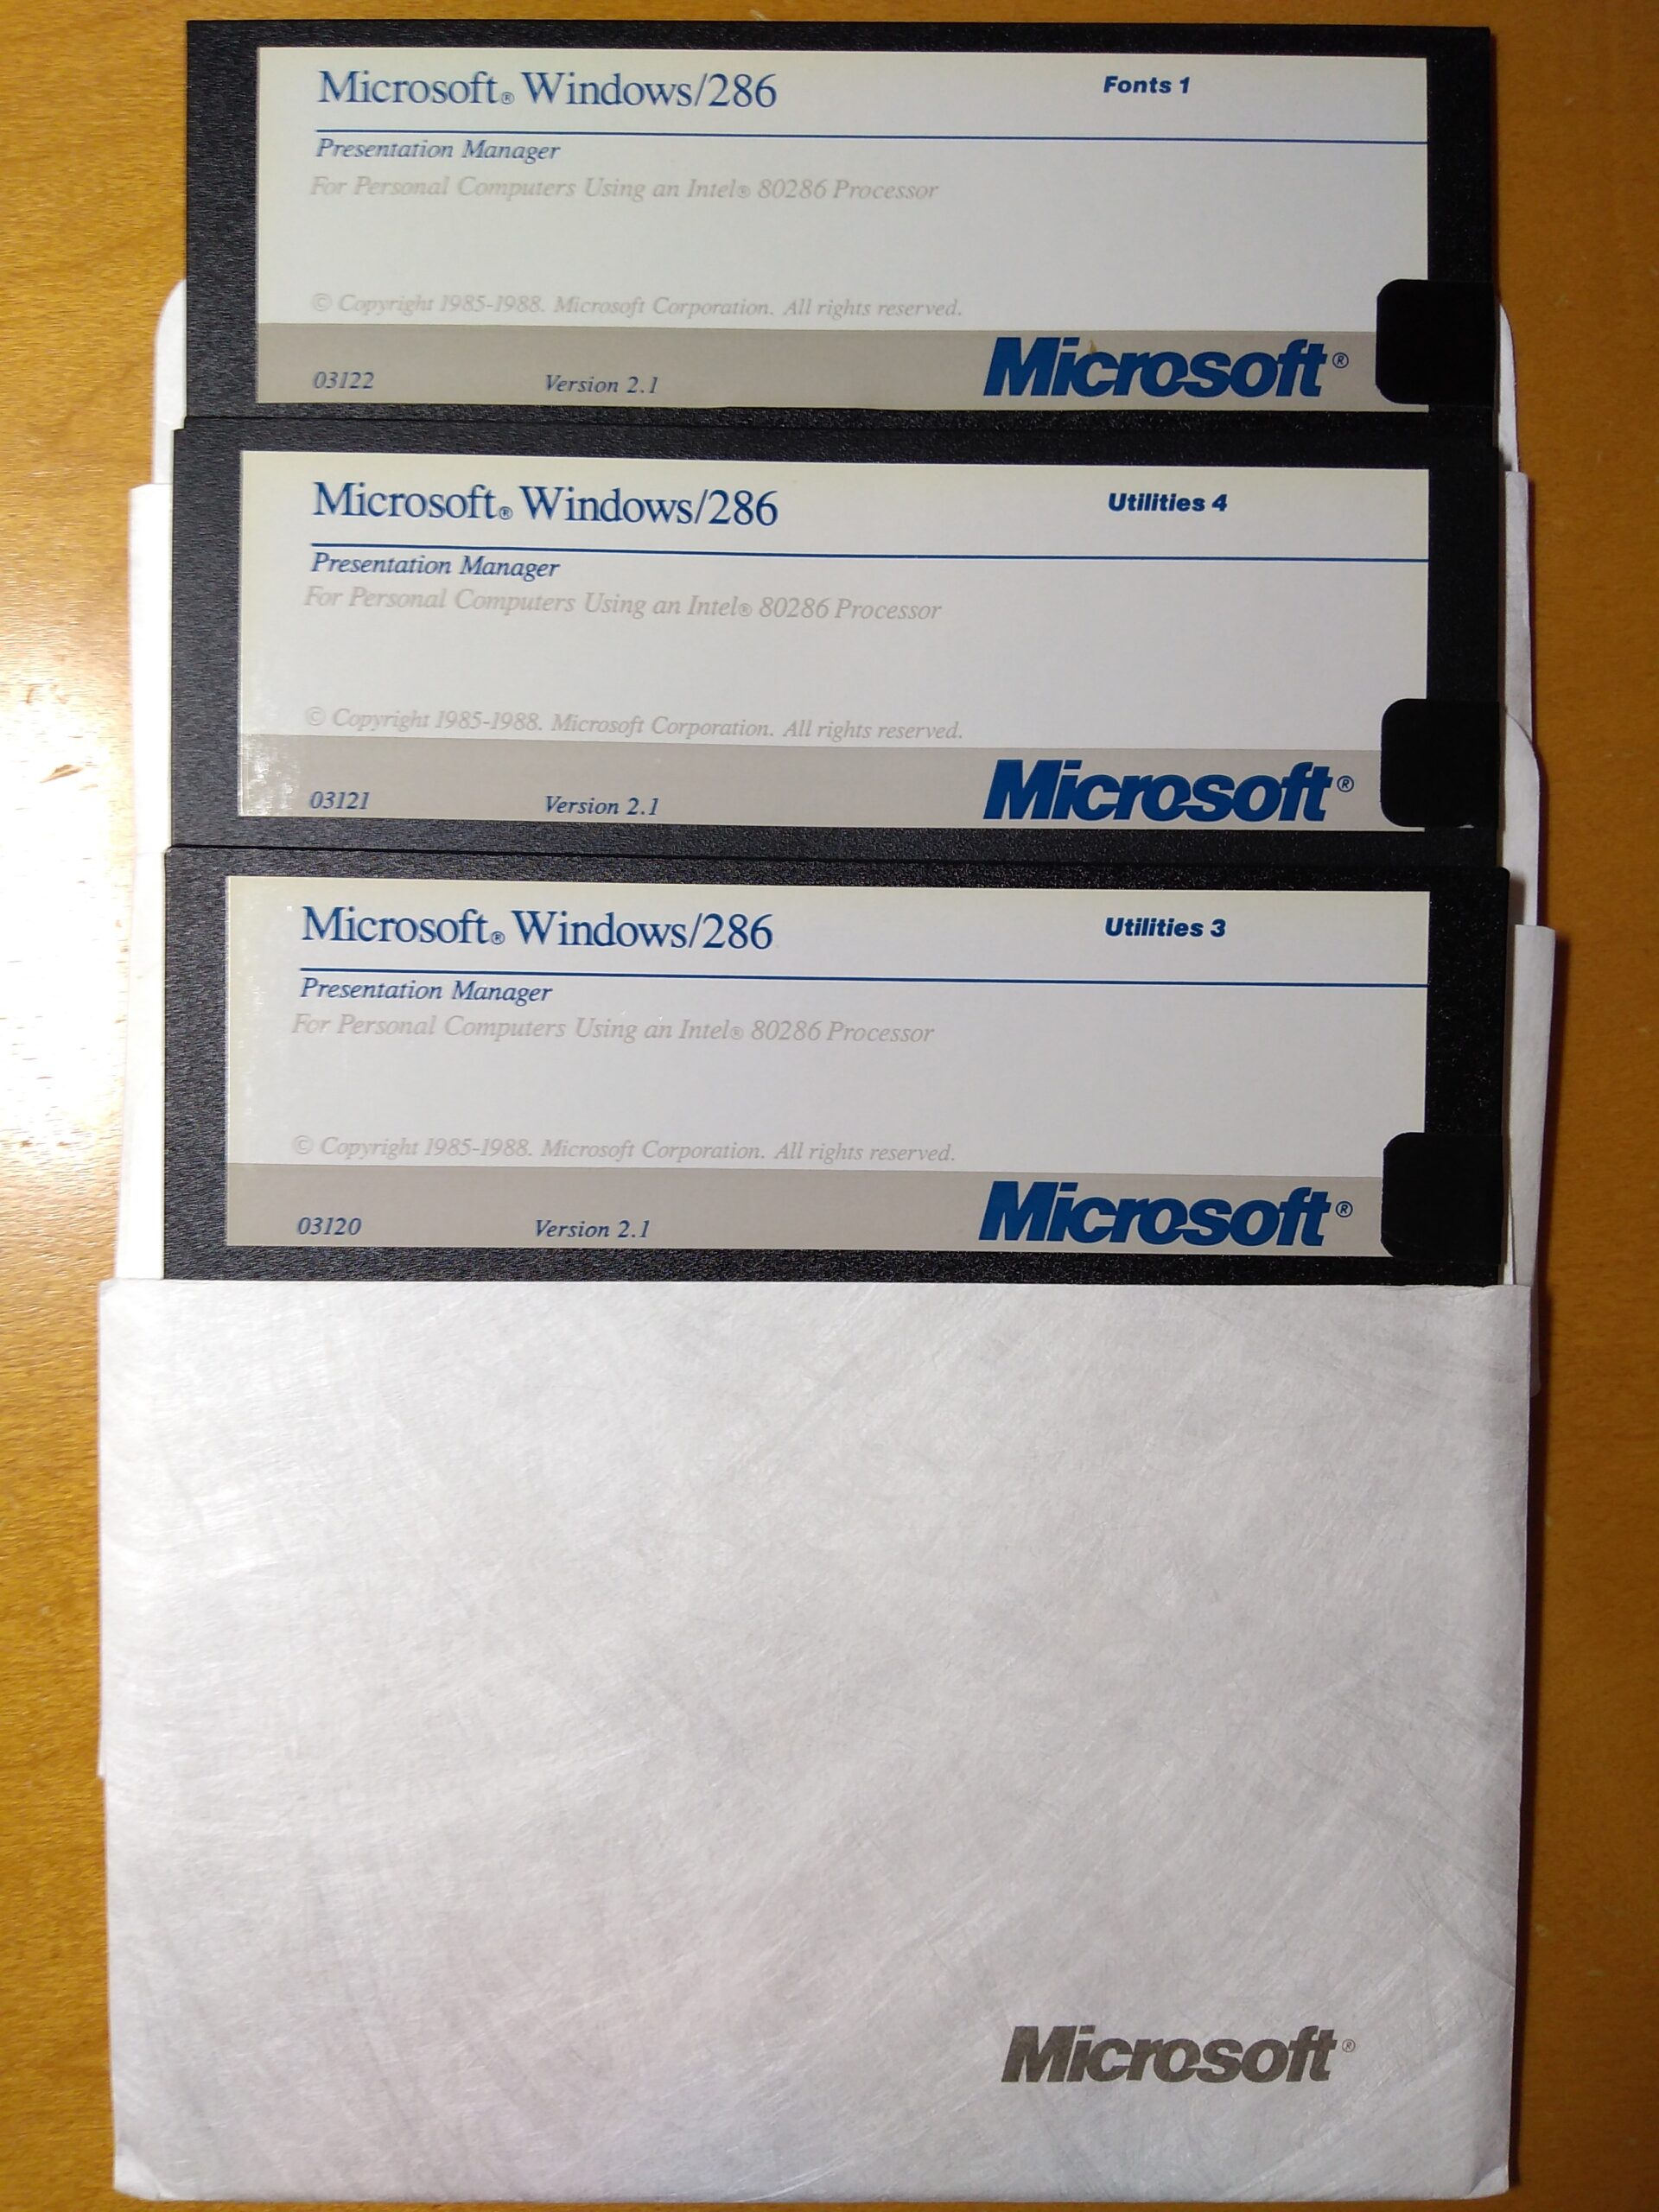 Microsoft® Windows/286 Fonts 1
Presentation Manager
For Personal Computers Using an Intel® 80286 Processor
© Copyright 1985-1988. Microsoft Corporation. All rights reserved.
03122 Version 2.1 Microsoft®
Microsoft® Windows/286 Utilities 4
Presentation Manager
For Personal Computers Using an Intel® 80286 Processor
© Copyright 1985-1988. Microsoft Corporation. All rights reserved.
03121 Version 2.1 Microsoft®
Microsoft® Windows/286 Utilities 3
Presentation Manager
For Personal Computers Using an Intel® 80286 Processor
© Copyright 1985-1988. Microsoft Corporation. All rights reserved.
03120 Version 2.1 Microsoft®
Microsoft®